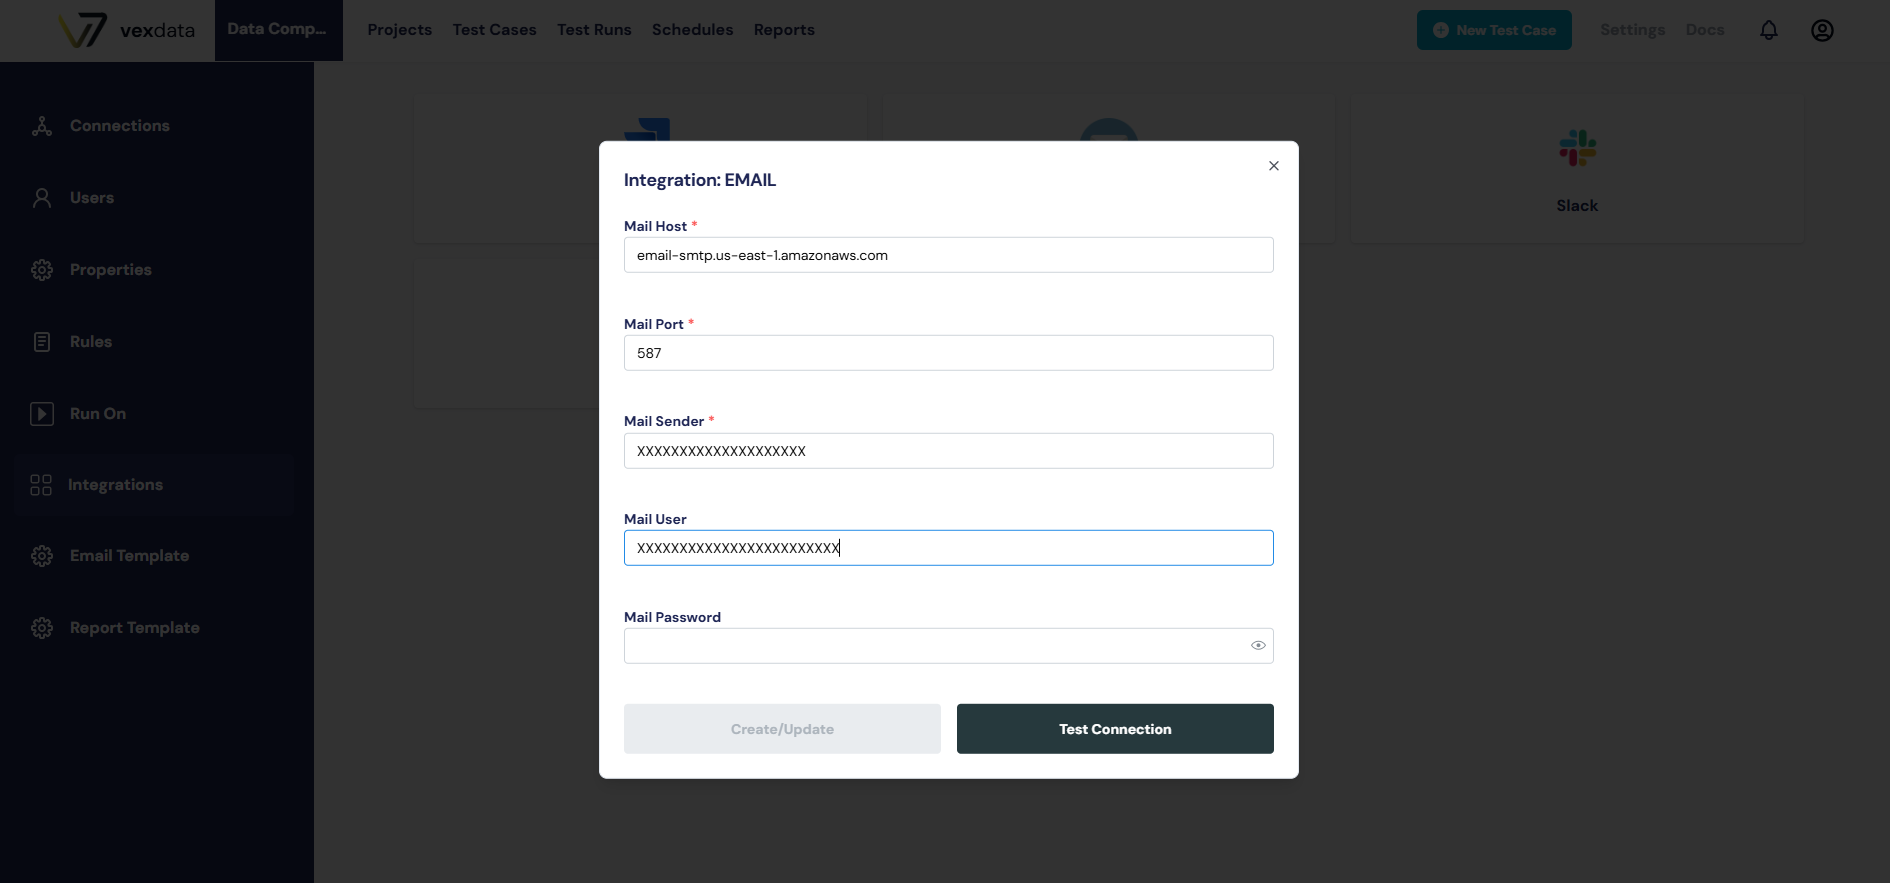 vexdata
Data Comp...
Projects
Test Cases
Test Runs
Schedules
Reports
New Test Case
Settings
Docs
Connections
Users
Properties
Rules
Run On
Integrations
Email Template
Report Template
Slack
Integration: EMAIL
Mail Host *
email-smtp.us-east-1.amazonaws.com
Mail Port *
587
Mail Sender *
XXXXXXXXXXXXXXXXXXXX
Mail User
XXXXXXXXXXXXXXXXXXXXXXXX
Mail Password
Create/Update
Test Connection